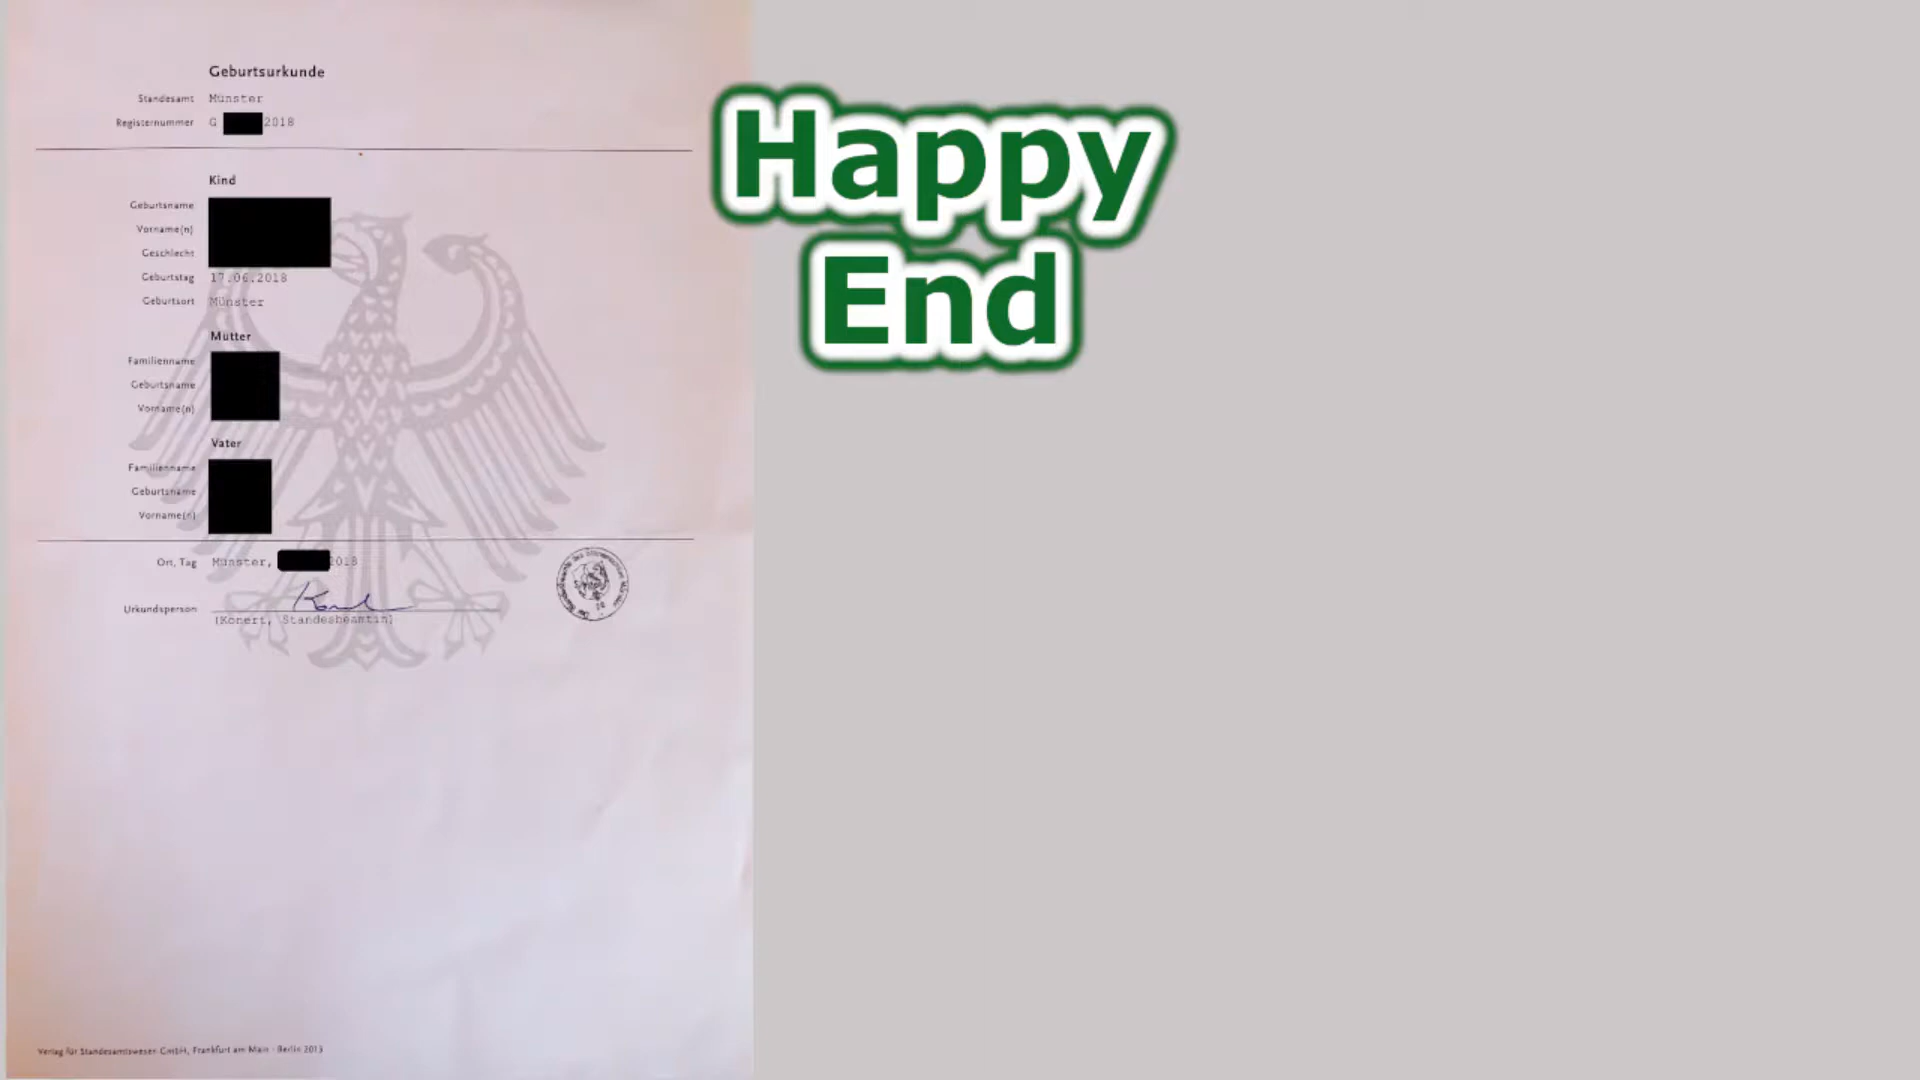 Geburtsurkunde
Standesamt Münster
Registernummer G 2018
Kind
Geburtsname
Vorname(n)
Geschlecht
Geburtstag 17.06.2018
Geburtsort Münster
Mutter
Familienname
Geburtsname
Vorname(n)
Vater
Familienname
Geburtsname
Vorname(n)
Ort, Tag Münster, 2018
Urkundsperson
(Konert, Standesbeamtin)
Verlag für Standesamtswesen GmbH, Frankfurt am Main · Berlin 2013
Happy
End